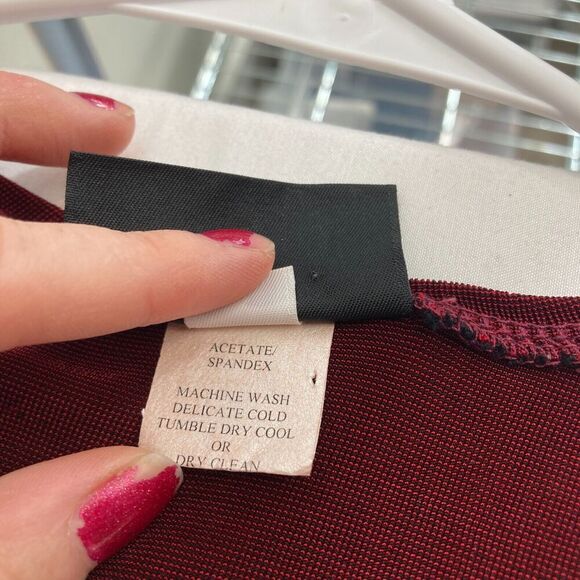 ACETATE/
SPANDEX
MACHINE WASH
DELICATE COLD
TUMBLE DRY COOL
OR
DRY CLEAN